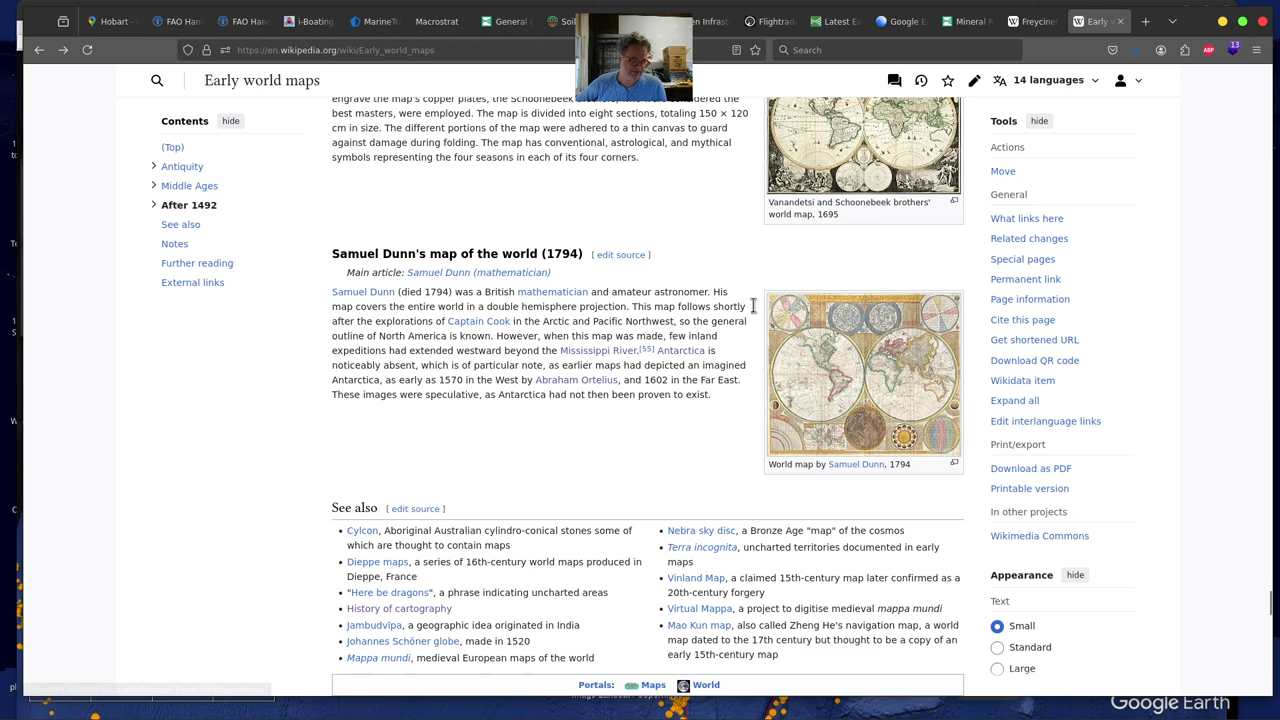 Hobart -
FAO Han
FAO Hand
i-Boating
MarineTr
Macrostrat
General g
Soil
en Infrastr
Flightrada
Latest Ea
Google E
Mineral R
Freycinet
Early w
https://en.wikipedia.org/wiki/Early_world_maps
Search
ABP
13
Early world maps
14 languages
engrave the map's copper plates, the Schoonebeek
best masters, were employed. The map is divided into eight sections, totaling 150 × 120
cm in size. The different portions of the map were adhered to a thin canvas to guard
against damage during folding. The map has conventional, astrological, and mythical
symbols representing the four seasons in each of its four corners.
Vanandetsi and Schoonebeek brothers'
world map, 1695
Contents hide
(Top)
Antiquity
Middle Ages
After 1492
See also
Notes
Further reading
External links
Samuel Dunn's map of the world (1794) [ edit source ]
Main article: Samuel Dunn (mathematician)
Samuel Dunn (died 1794) was a British mathematician and amateur astronomer. His
map covers the entire world in a double hemisphere projection. This map follows shortly
after the explorations of Captain Cook in the Arctic and Pacific Northwest, so the general
outline of North America is known. However, when this map was made, few inland
expeditions had extended westward beyond the Mississippi River.[55] Antarctica is
noticeably absent, which is of particular note, as earlier maps had depicted an imagined
Antarctica, as early as 1570 in the West by Abraham Ortelius, and 1602 in the Far East.
These images were speculative, as Antarctica had not then been proven to exist.
World map by Samuel Dunn, 1794
See also [ edit source ]
• Cylcon, Aboriginal Australian cylindro-conical stones some of
which are thought to contain maps
• Dieppe maps, a series of 16th-century world maps produced in
Dieppe, France
• "Here be dragons", a phrase indicating uncharted areas
• History of cartography
• Jambudvīpa, a geographic idea originated in India
• Johannes Schöner globe, made in 1520
• Mappa mundi, medieval European maps of the world
• Nebra sky disc, a Bronze Age "map" of the cosmos
• Terra incognita, uncharted territories documented in early
maps
• Vinland Map, a claimed 15th-century map later confirmed as a
20th-century forgery
• Virtual Mappa, a project to digitise medieval mappa mundi
• Mao Kun map, also called Zheng He's navigation map, a world
map dated to the 17th century but thought to be a copy of an
early 15th-century map
Portals: Maps World
Tools hide
Actions
Move
General
What links here
Related changes
Special pages
Permanent link
Page information
Cite this page
Get shortened URL
Download QR code
Wikidata item
Expand all
Edit interlanguage links
Print/export
Download as PDF
Printable version
In other projects
Wikimedia Commons
Appearance hide
Text
Small
Standard
Large
Google Earth